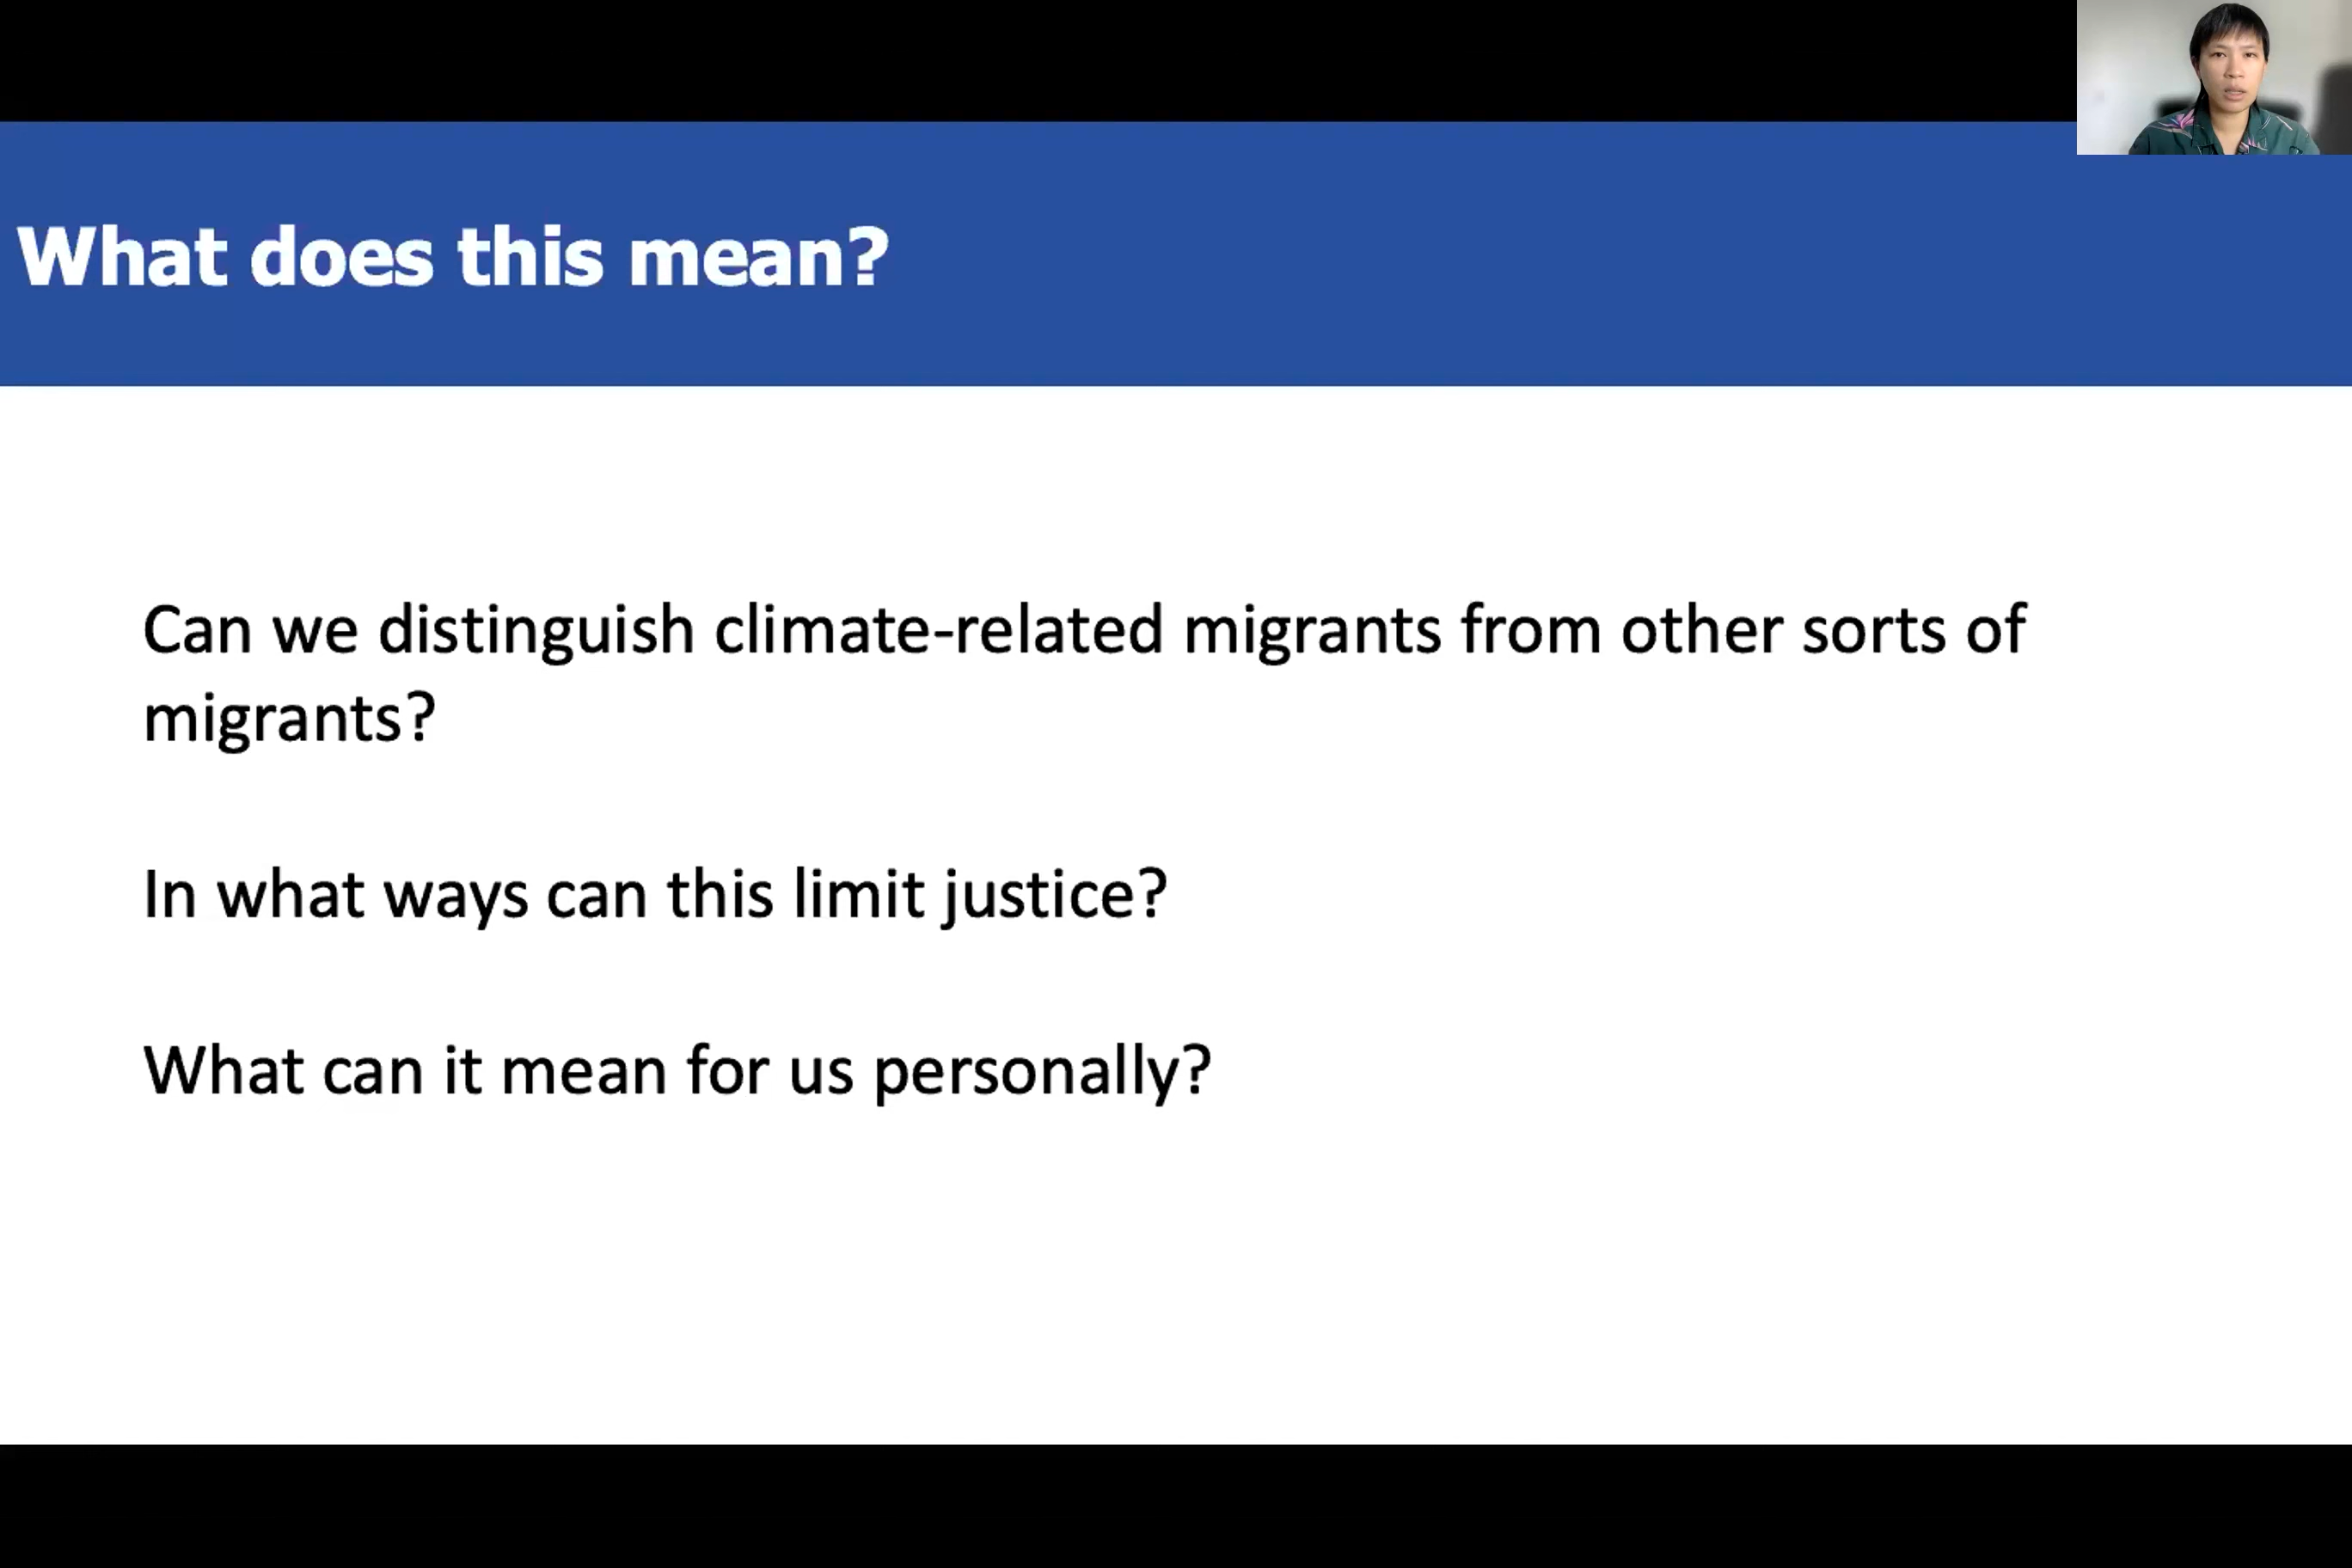 What does this mean?
Can we distinguish climate-related migrants from other sorts of
migrants?
In what ways can this limit justice?
What can it mean for us personally?